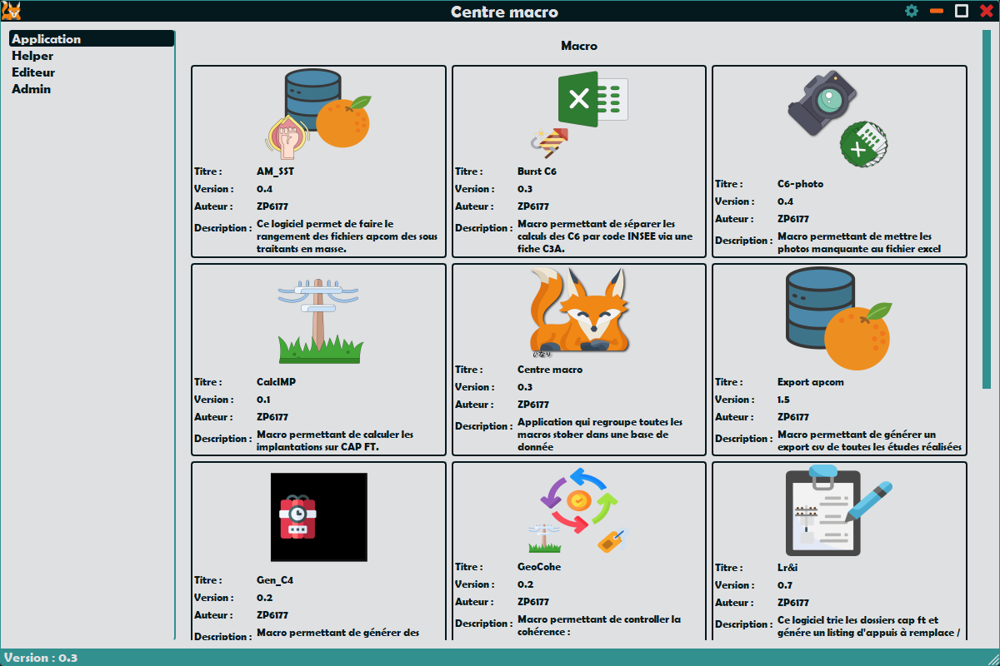 Centre macro
Application
Helper
Editeur
Admin
Macro
Titre : AM_SST
Version : 0.4
Auteur : ZP6177
Description : Ce logiciel permet de faire le
rangement des fichiers apcom des sous
traitants en masse.
Titre : Burst C6
Version : 0.3
Auteur : ZP6177
Description : Macro permettant de séparer les
calculs des C6 par code INSEE via une
fiche C3A.
Titre : C6-photo
Version : 0.4
Auteur : ZP6177
Description : Macro permettant de mettre les
photos manquante au fichier excel
Titre : CalcIMP
Version : 0.1
Auteur : ZP6177
Description : Macro permettant de calculer les
implantations sur CAP FT.
Titre : Centre macro
Version : 0.3
Auteur : ZP6177
Description : Application qui regroupe toutes les
macros stober dans une base de
donnée
Titre : Export apcom
Version : 1.5
Auteur : ZP6177
Description : Macro permettant de générer un
export csv de toutes les études réalisées
Titre : Gen_C4
Version : 0.2
Auteur : ZP6177
Description : Macro permettant de générer des
Titre : GeoCohe
Version : 0.2
Auteur : ZP6177
Description : Macro permettant de controller la
cohérence :
Titre : Lr&i
Version : 0.7
Auteur : ZP6177
Description : Ce logiciel trie les dossiers cap ft et
génére un listing d'appuis à remplace /
Version : 0.3